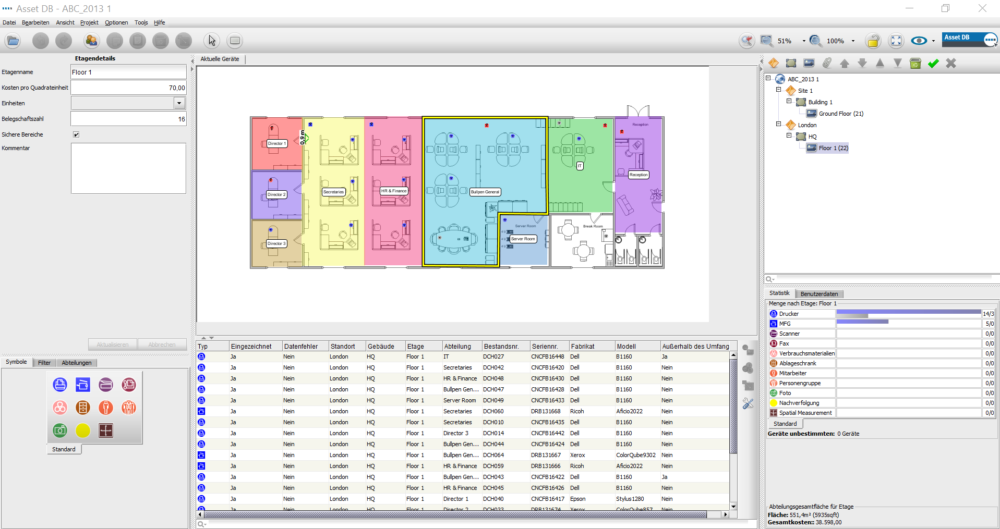 Asset DB - ABC_2013 1
Datei Bearbeiten Ansicht Projekt Optionen Tools Hilfe
51% 100% Asset DB
Etagendetails
Etagenname Floor 1
Kosten pro Quadrateinheit 70,00
Einheiten
Belegschaftszahl 16
Sichere Bereiche
Kommentar
Aktualisieren Abbrechen
Symbole Filter Abteilungen
Standard
Aktuelle Geräte
0,9 m
Reception
Director 1
IT
Reception
Director 2
Secretaries
HR & Finance
Bullpen General
Server Room
Break Room
4 U
4 U
Server Room
4 U
Director 3
Typ Eingezeichnet Datenfehler Standort Gebäude Etage Abteilung Bestandsnr. Seriennr. Fabrikat Modell Außerhalb des Umfang
Ja Nein London HQ Floor 1 IT DCH027 CNCFB16448 Dell B1160 Ja
Ja Nein London HQ Floor 1 Secretaries DCH042 CNCFB16420 Dell B1160 Nein
Ja Nein London HQ Floor 1 HR & Finance DCH048 CNCFB16430 Dell B1160 Nein
Ja Nein London HQ Floor 1 Bullpen Gen... DCH047 CNCFB16428 Dell B1160 Nein
Ja Nein London HQ Floor 1 Server Room DCH049 CNCFB16433 Dell B1160 Nein
Ja Nein London HQ Floor 1 Secretaries DCH060 DRB131668 Ricoh Aficio2022 Nein
Ja Nein London HQ Floor 1 Secretaries DCH010 CNCFB16435 Dell B1160 Nein
Ja Nein London HQ Floor 1 Director 3 DCH014 CNCFB16442 Dell B1160 Nein
Ja Nein London HQ Floor 1 Bullpen Gen... DCH044 CNCFB16424 Dell B1160 Nein
Ja Nein London HQ Floor 1 Bullpen Gen... DCH064 DRB131667 Xerox ColorQube9302 Nein
Ja Nein London HQ Floor 1 HR & Finance DCH059 DRB131666 Ricoh Aficio2022 Nein
Ja Nein London HQ Floor 1 Bullpen Gen... DCH043 CNCFB16422 Dell B1160 Ja
Ja Nein London HQ Floor 1 HR & Finance DCH045 CNCFB16426 Dell B1160 Nein
Ja Nein London HQ Floor 1 Director 1 DCH040 CNCFB16417 Epson Stylus1280 Nein
Ja Nein London HQ Floor 1 Director 2 DCH033 DRB131674 Xerox ColorQube857 Nein
ABC_2013 1
Site 1
Building 1
Ground Floor (21)
London
HQ
Floor 1 (22)
Statistik Benutzerdaten
Menge nach Etage: Floor 1
Drucker 14/3
MFG 5/0
Scanner 0/0
Fax 0/0
Verbrauchsmaterialien 0/0
Ablageschrank 0/0
Mitarbeiter 0/0
Personengruppe 0/0
Foto 0/0
Nachverfolgung 0/0
Spatial Measurement 0/0
Standard
Geräte unbestimmten: 0 Geräte
Abteilungsgesamtfläche für Etage
Fläche: 551,4m² (5935sqft)
Gesamtkosten:: 38.598,00